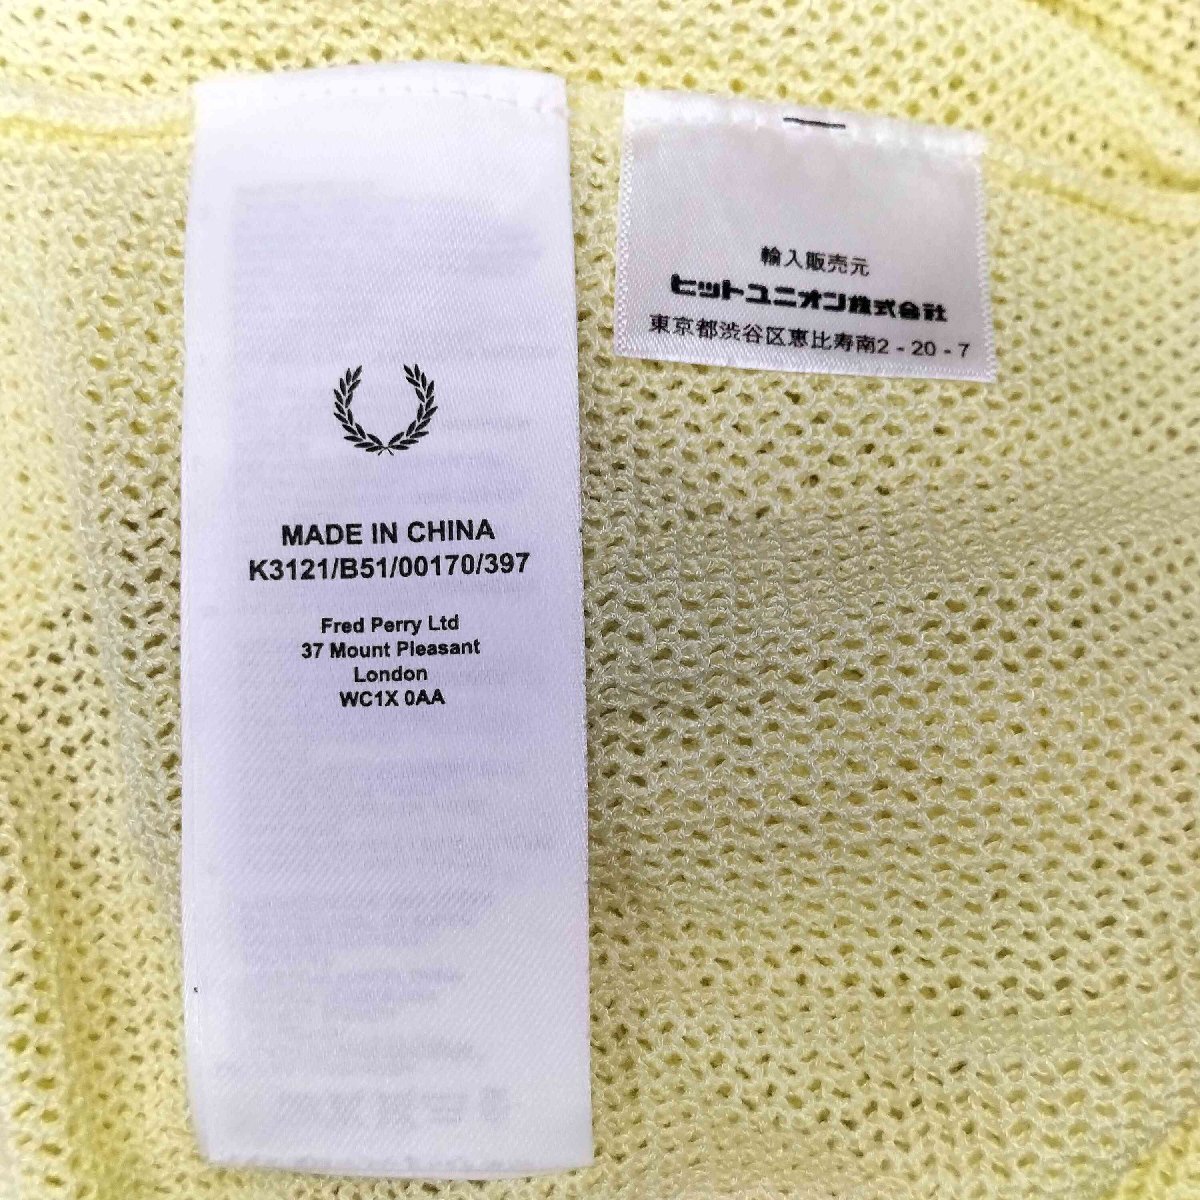 MADE IN CHINA
K3121/B51/00170/397
Fred Perry Ltd
37 Mount Pleasant
London
WC1X 0AA
輸入販売元
ヒットユニオン株式会社
東京都渋谷区恵比寿南2 - 20 - 7